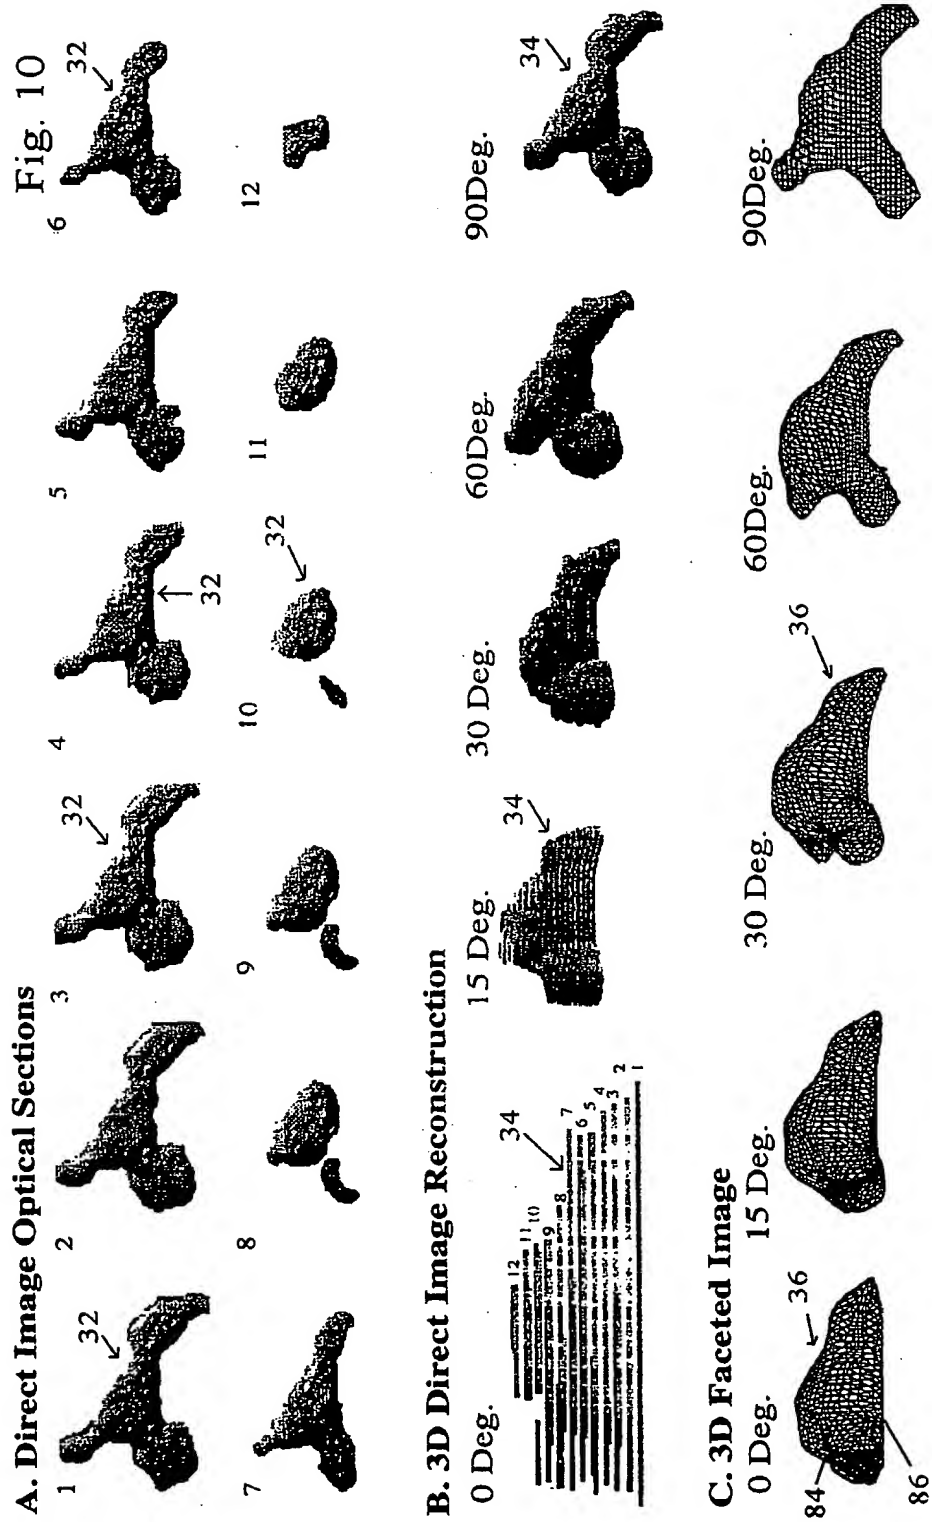 Fig. 10
A. Direct Image Optical Sections
1
32
2
3
32
4
32
5
6
32
7
8
9
10
32
11
12
B. 3D Direct Image Reconstruction
0 Deg.
34
12
11
10
9
8
7
6
5
4
3
2
1
15 Deg.
34
30 Deg.
60Deg.
90Deg.
34
C. 3D Faceted Image
0 Deg.
84
36
86
15 Deg.
30 Deg.
36
60Deg.
90Deg.